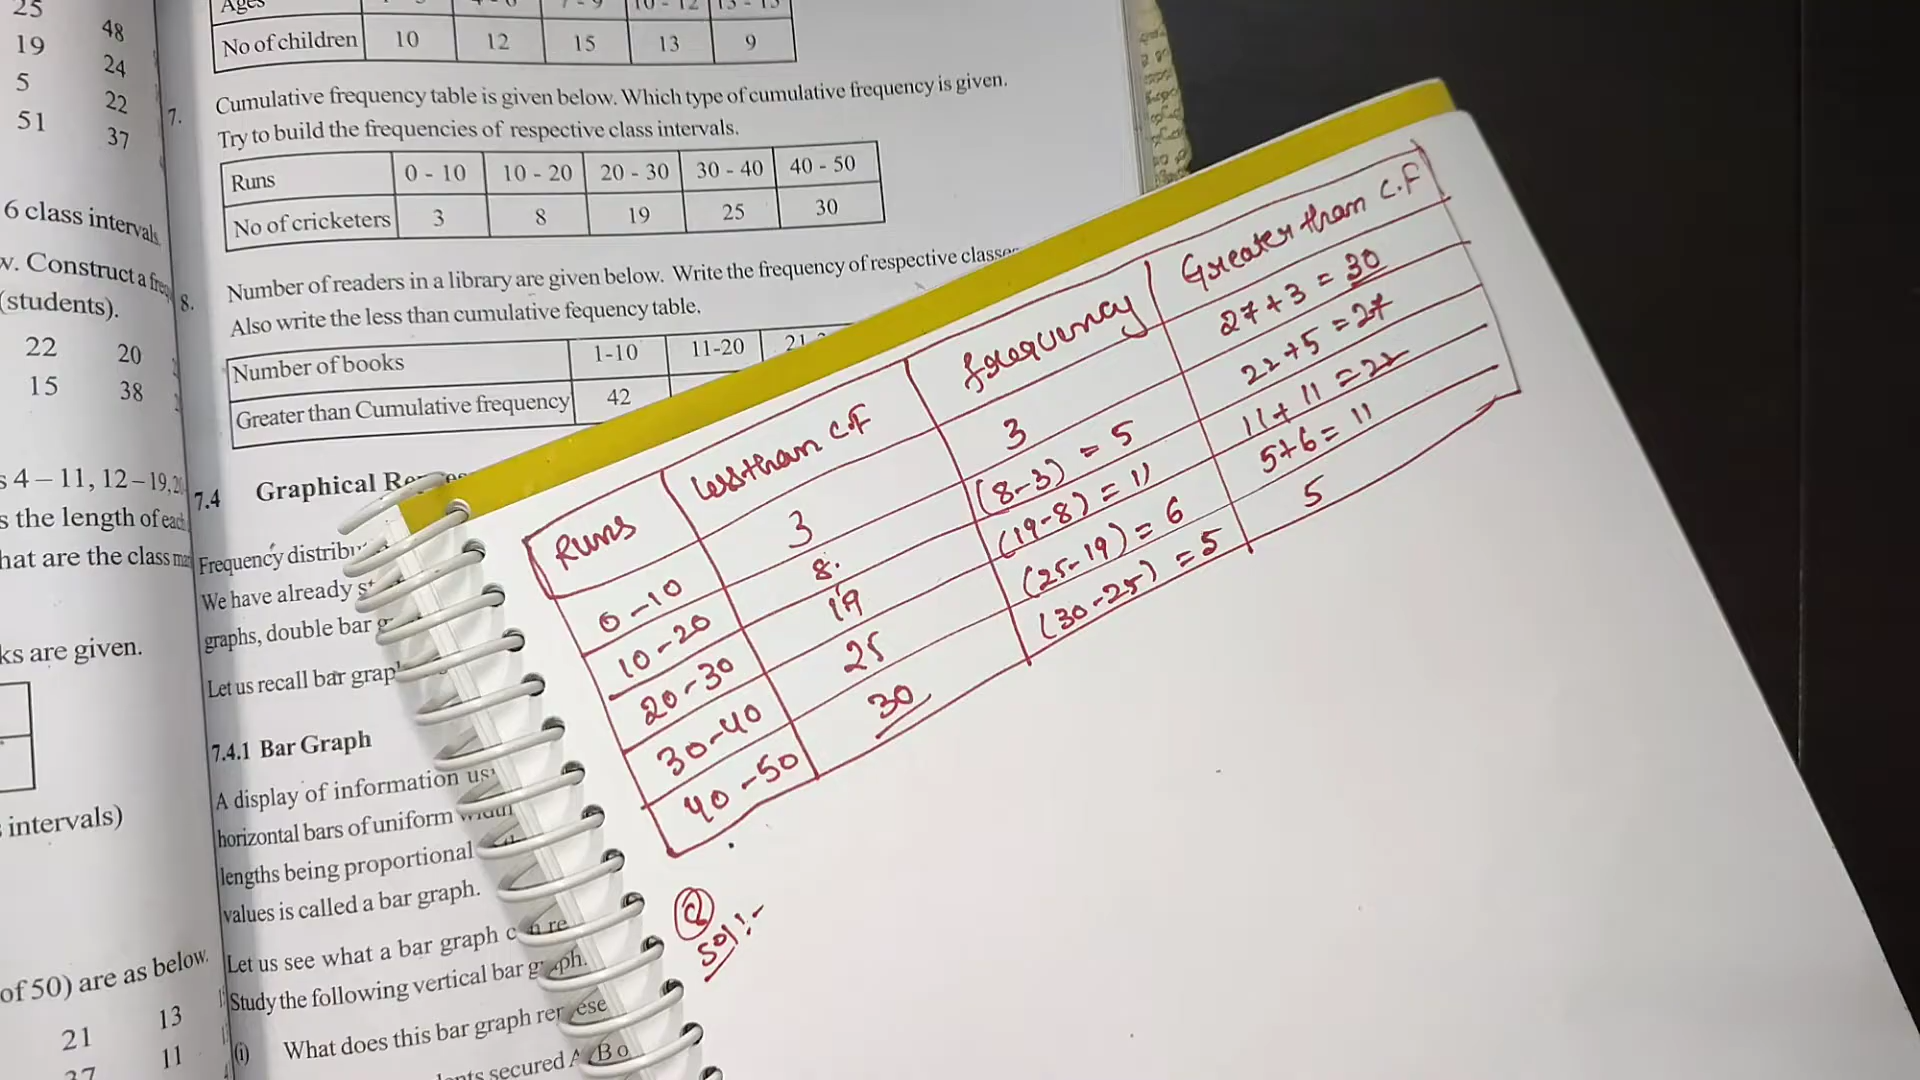 25
19
5
51
48
24
22
37
6 class intervals
w. Construct a freq
(students).
22 20
15 38
s 4 – 11, 12 – 19, 20
s the length of each
hat are the class
ks are given.
intervals)
of 50) are as below.
21 13
37 11
Ages 10 - 12
No of children 10 12 15 13 9
7. Cumulative frequency table is given below. Which type of cumulative frequency is given.
Try to build the frequencies of respective class intervals.
Runs 0 - 10 10 - 20 20 - 30 30 - 40 40 - 50
No of cricketers 3 8 19 25 30
8. Number of readers in a library are given below. Write the frequency of respective classes
Also write the less than cumulative fequency table.
Number of books 1-10 11-20 21
Greater than Cumulative frequency 42
7.4 Graphical
Frequency
We have already
graphs, double bar
Let us recall bar
7.4.1 Bar Graph
A display of information
horizontal bars of uniform width
lengths being proportional
values is called a bar graph.
Let us see what a bar graph
Study the following vertical bar graph.
(i) What does this bar graph
secured A, B
Runs less than C.F frequency Greater than C.F
0-10 3 3 27+3 = 30
10-20 8. (8-3) = 5 22+5 = 27
20-30 19 (19-8) = 11 11+11 = 22
30-40 25 (25-19) = 6 5+6 = 11
40-50 30 (30-25) = 5 5
Sol:-